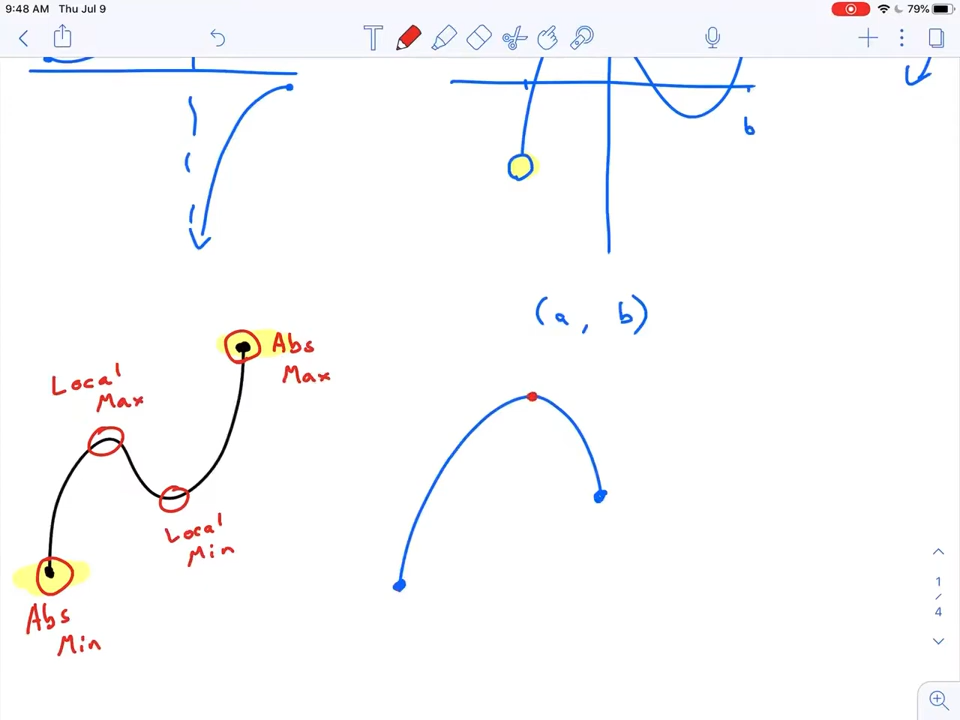 9:48 AM Thu Jul 9
79%
T
b
(a, b)
Abs
Max
Local
Max
Local
Min
Abs
Min
1
/
4